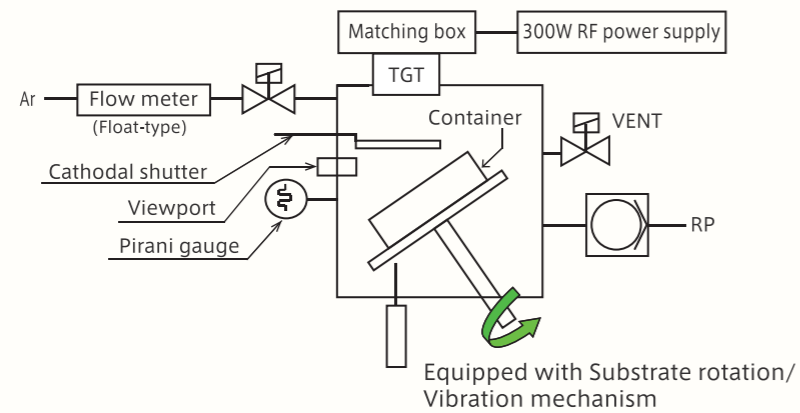 Matching box
300W RF power supply
TGT
Ar
Flow meter
(Float-type)
Container
VENT
Cathodal shutter
Viewport
Pirani gauge
RP
Equipped with Substrate rotation/
Vibration mechanism